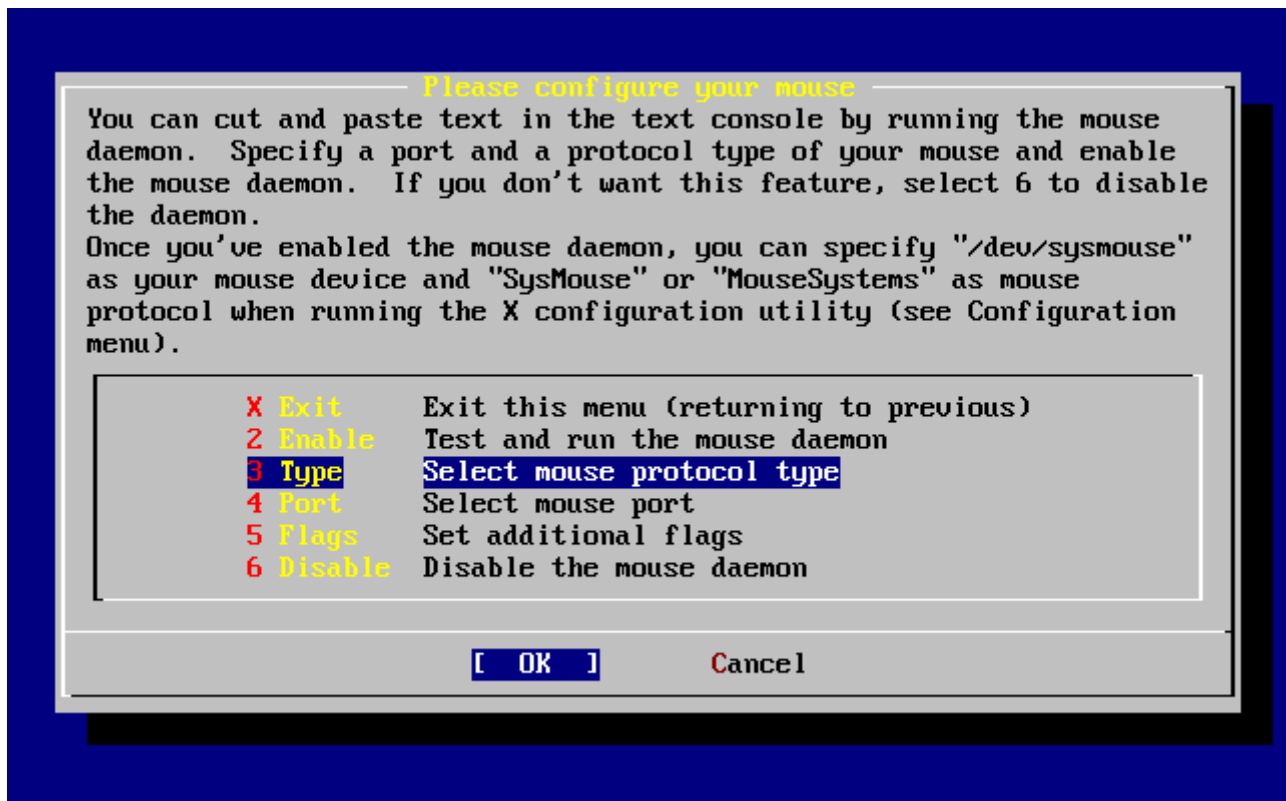 Please configure your mouse
You can cut and paste text in the text console by running the mouse
daemon.  Specify a port and a protocol type of your mouse and enable
the mouse daemon.  If you don't want this feature, select 6 to disable
the daemon.
Once you've enabled the mouse daemon, you can specify "/dev/sysmouse"
as your mouse device and "SysMouse" or "MouseSystems" as mouse
protocol when running the X configuration utility (see Configuration
menu).
X Exit     Exit this menu (returning to previous)
2 Enable   Test and run the mouse daemon
3 Type     Select mouse protocol type
4 Port     Select mouse port
5 Flags    Set additional flags
6 Disable  Disable the mouse daemon
[  OK  ]       Cancel